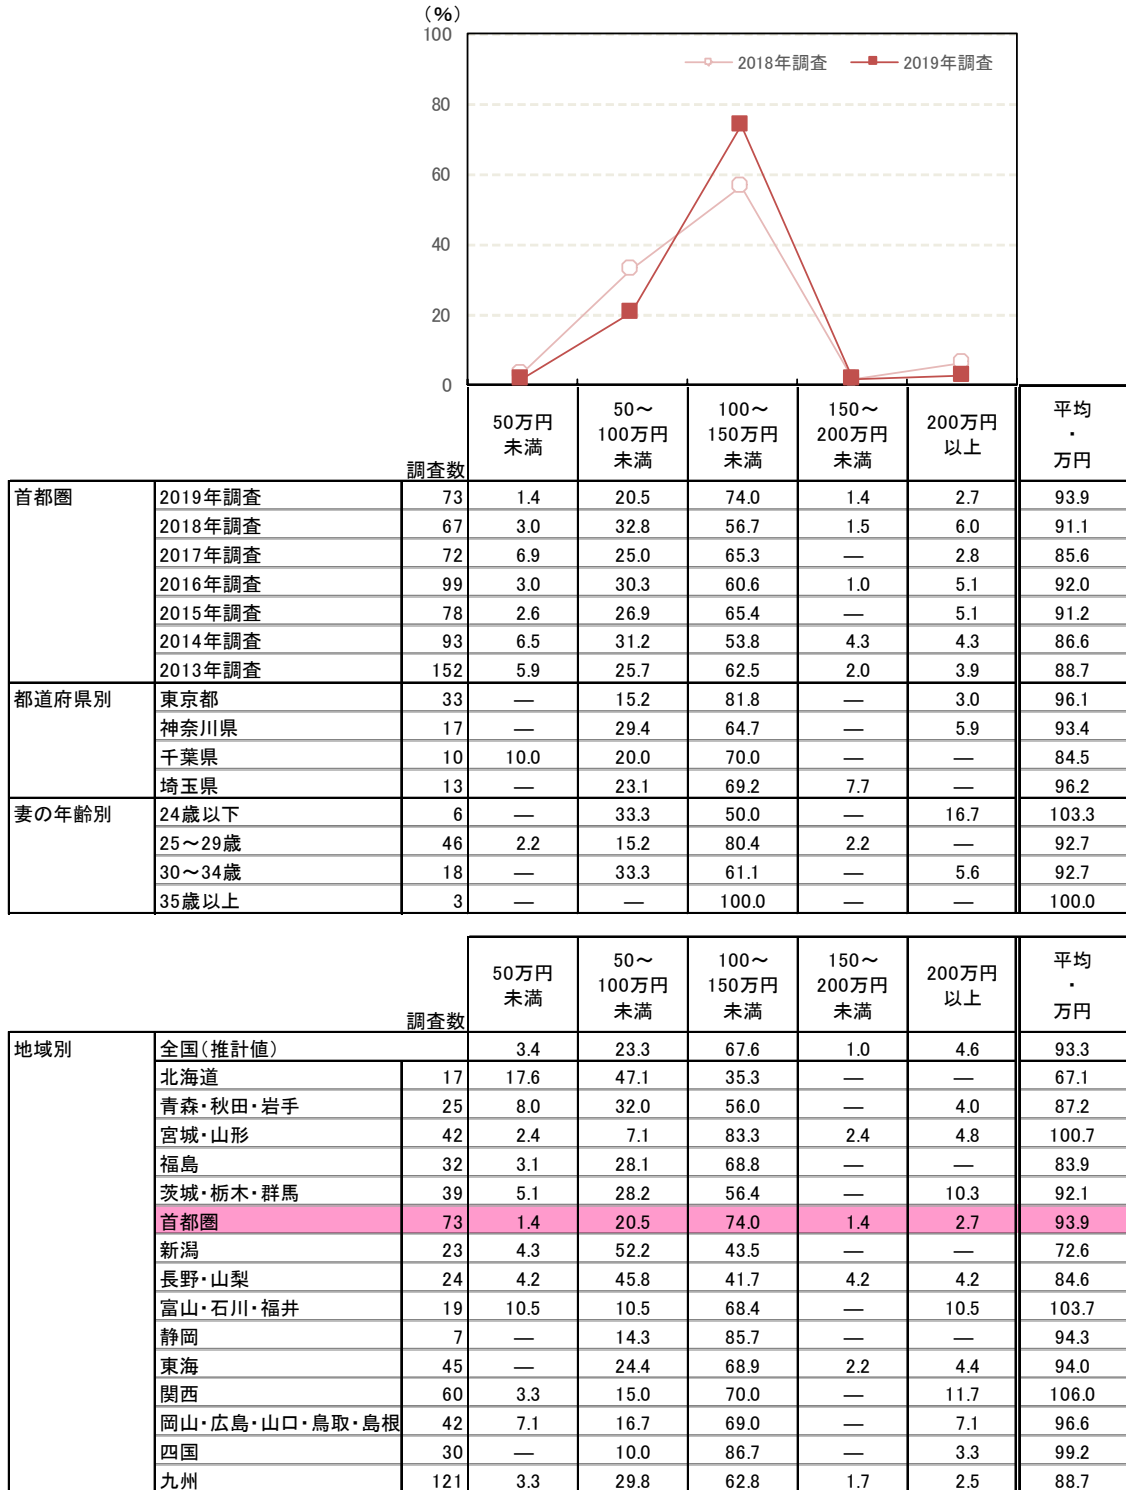 (%)
100
80
60
40
20
0
2018年調査 2019年調査
調査数 50万円未満 50～100万円未満 100～150万円未満 150～200万円未満 200万円以上 平均・万円
首都圏 2019年調査 73 1.4 20.5 74.0 1.4 2.7 93.9
2018年調査 67 3.0 32.8 56.7 1.5 6.0 91.1
2017年調査 72 6.9 25.0 65.3 — 2.8 85.6
2016年調査 99 3.0 30.3 60.6 1.0 5.1 92.0
2015年調査 78 2.6 26.9 65.4 — 5.1 91.2
2014年調査 93 6.5 31.2 53.8 4.3 4.3 86.6
2013年調査 152 5.9 25.7 62.5 2.0 3.9 88.7
都道府県別 東京都 33 — 15.2 81.8 — 3.0 96.1
神奈川県 17 — 29.4 64.7 — 5.9 93.4
千葉県 10 10.0 20.0 70.0 — — 84.5
埼玉県 13 — 23.1 69.2 7.7 — 96.2
妻の年齢別 24歳以下 6 — 33.3 50.0 — 16.7 103.3
25～29歳 46 2.2 15.2 80.4 2.2 — 92.7
30～34歳 18 — 33.3 61.1 — 5.6 92.7
35歳以上 3 — — 100.0 — — 100.0
調査数 50万円未満 50～100万円未満 100～150万円未満 150～200万円未満 200万円以上 平均・万円
地域別 全国(推計値) 3.4 23.3 67.6 1.0 4.6 93.3
北海道 17 17.6 47.1 35.3 — — 67.1
青森・秋田・岩手 25 8.0 32.0 56.0 — 4.0 87.2
宮城・山形 42 2.4 7.1 83.3 2.4 4.8 100.7
福島 32 3.1 28.1 68.8 — — 83.9
茨城・栃木・群馬 39 5.1 28.2 56.4 — 10.3 92.1
首都圏 73 1.4 20.5 74.0 1.4 2.7 93.9
新潟 23 4.3 52.2 43.5 — — 72.6
長野・山梨 24 4.2 45.8 41.7 4.2 4.2 84.6
富山・石川・福井 19 10.5 10.5 68.4 — 10.5 103.7
静岡 7 — 14.3 85.7 — — 94.3
東海 45 — 24.4 68.9 2.2 4.4 94.0
関西 60 3.3 15.0 70.0 — 11.7 106.0
岡山・広島・山口・鳥取・島根 42 7.1 16.7 69.0 — 7.1 96.6
四国 30 — 10.0 86.7 — 3.3 99.2
九州 121 3.3 29.8 62.8 1.7 2.5 88.7